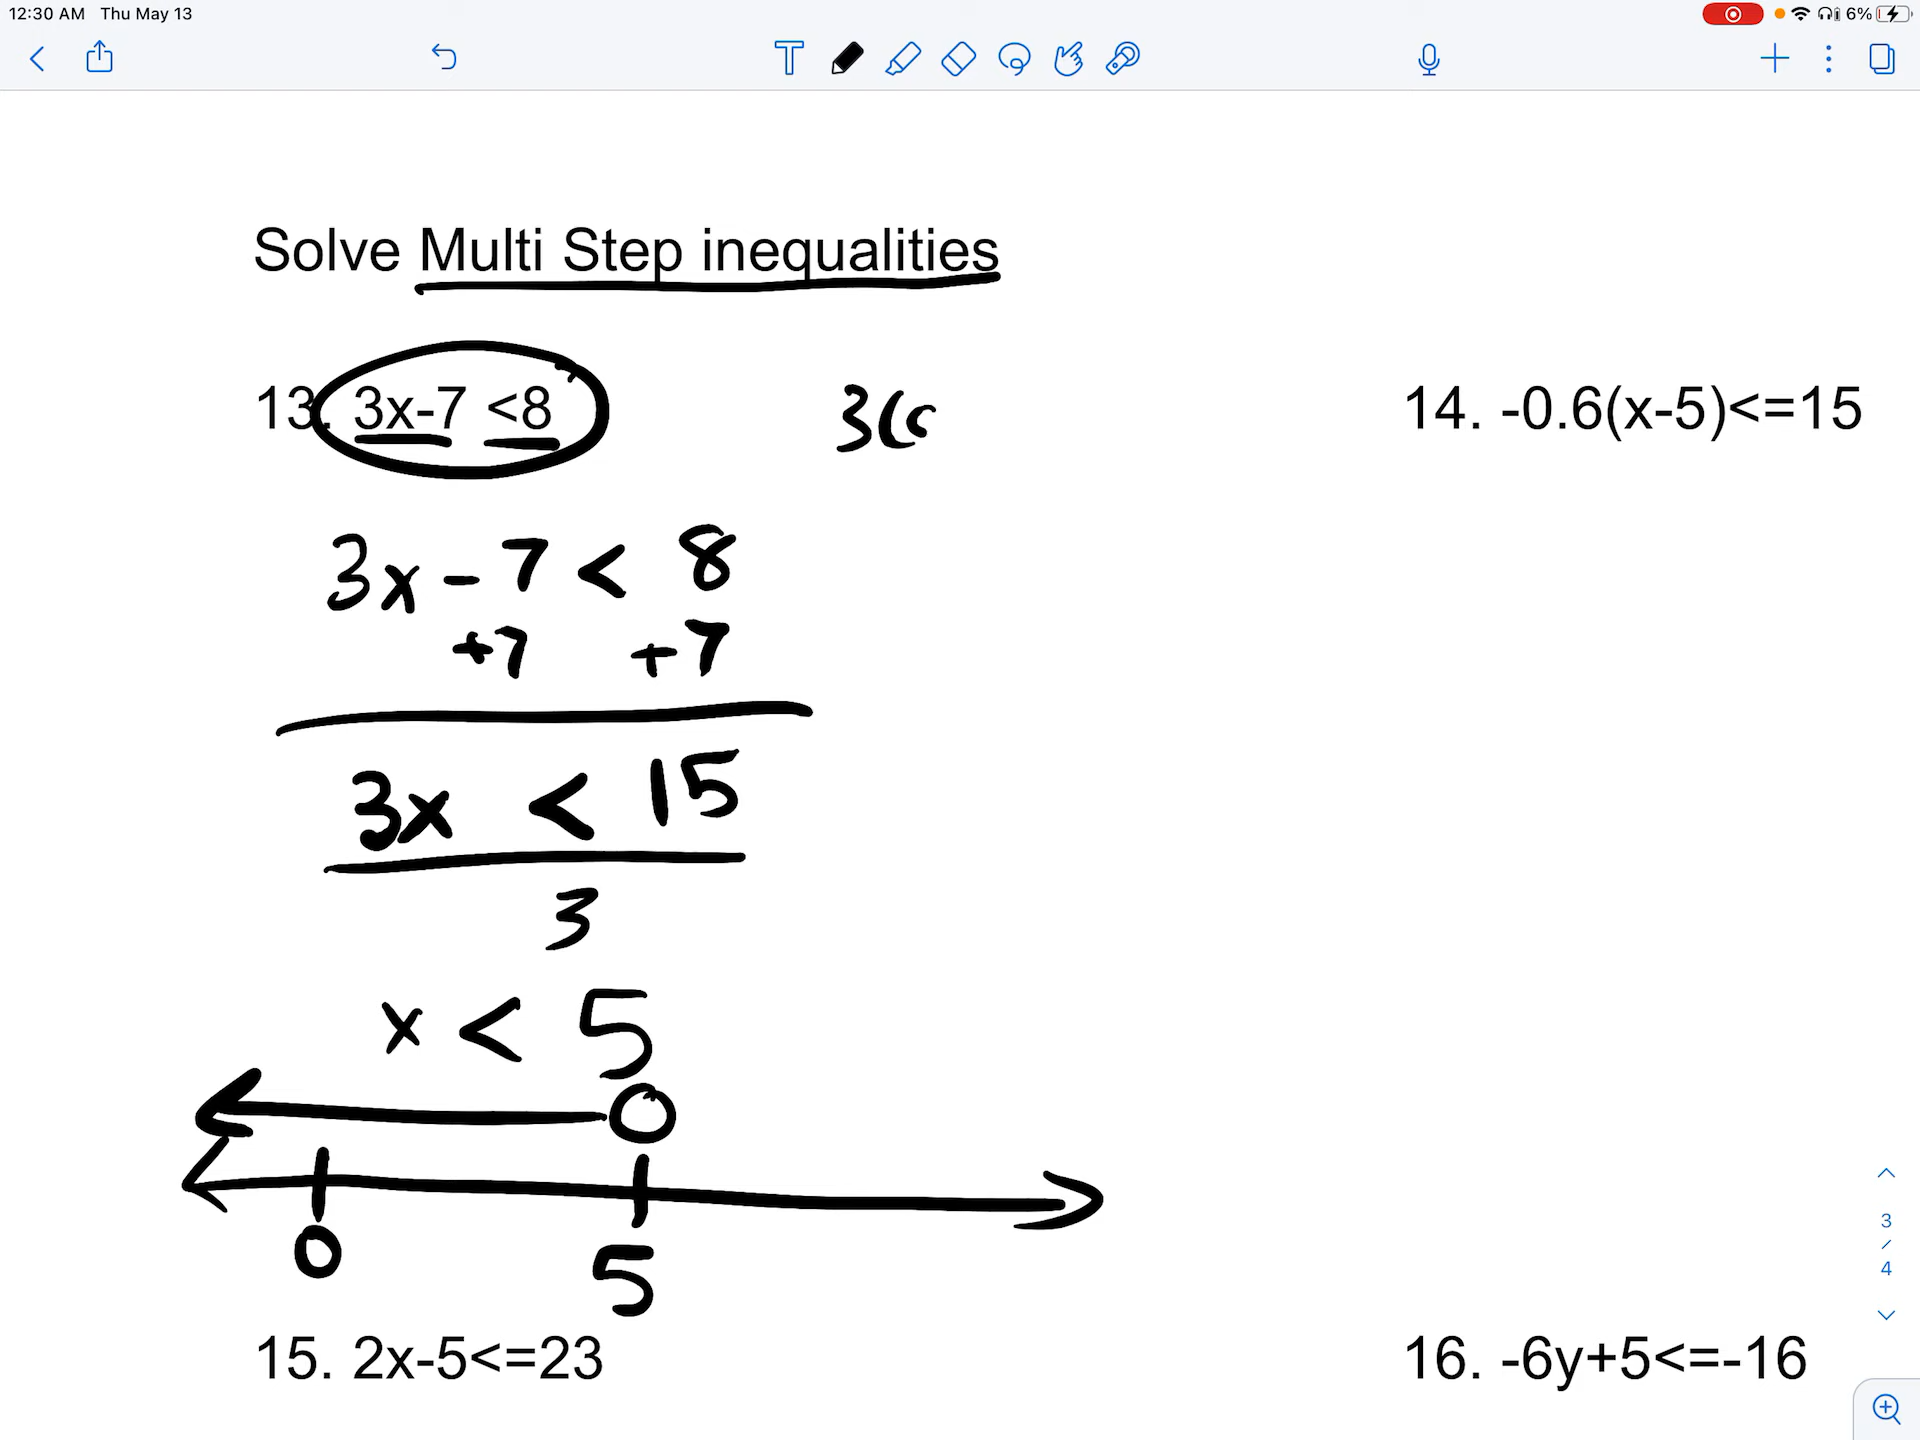 12:30 AM Thu May 13
6%
Solve Multi Step inequalities
13. 3x-7 <8
3(
14. -0.6(x-5)<=15
3x - 7 < 8
+7 +7
3x < 15
3
x < 5
0 5
3
/
4
15. 2x-5<=23
16. -6y+5<=-16